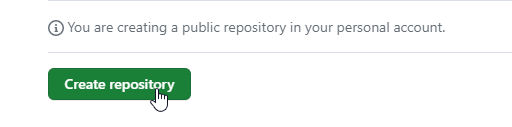 You are creating a public repository in your personal account.
Create repository